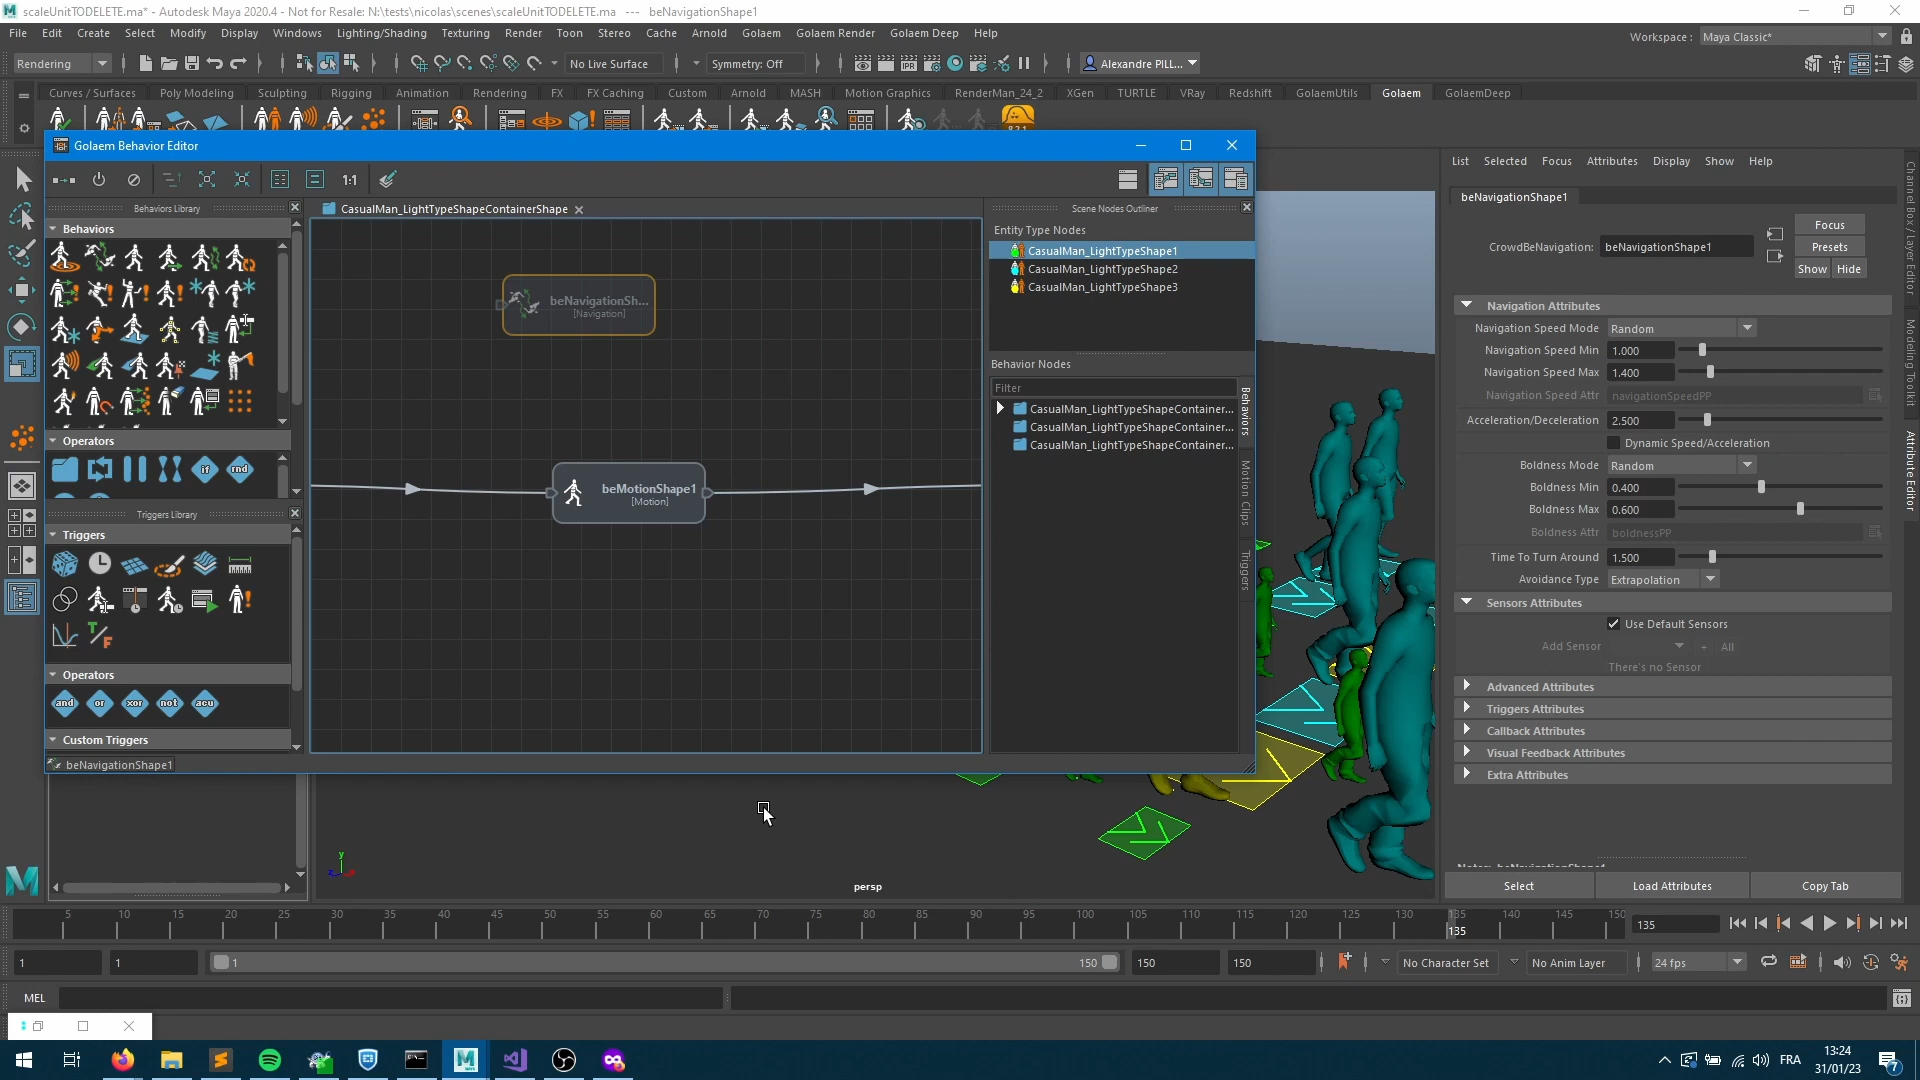 scaleUnitTODELETE.ma* - Autodesk Maya 2020.4 - Not for Resale: N:\tests\nicolas\scenes\scaleUnitTODELETE.ma --- beNavigationShape1
File Edit Create Select Modify Display Windows Lighting/Shading Texturing Render Toon Stereo Cache Arnold Golaem Golaem Render Golaem Deep Help
Workspace : Maya Classic*
Rendering No Live Surface Symmetry: Off Alexandre PILL...
Curves / Surfaces Poly Modeling Sculpting Rigging Animation Rendering FX FX Caching Custom Arnold MASH Motion Graphics RenderMan_24_2 XGen TURTLE VRay Redshift GolaemUtils Golaem GolaemDeep
Golaem Behavior Editor
1:1
Behaviors Library
Behaviors
Operators
if rnd
Triggers Library
Triggers
T/F
Operators
and or xor not acu
Custom Triggers
beNavigationShape1
CasualMan_LightTypeShapeContainerShape
beNavigationSh...
[Navigation]
beMotionShape1
[Motion]
Scene Nodes Outliner
Entity Type Nodes
CasualMan_LightTypeShape1
CasualMan_LightTypeShape2
CasualMan_LightTypeShape3
Behavior Nodes
Filter
CasualMan_LightTypeShapeContainer...
CasualMan_LightTypeShapeContainer...
CasualMan_LightTypeShapeContainer...
Behaviors
Motion Clips
Triggers
persp
List Selected Focus Attributes Display Show Help
beNavigationShape1
CrowdBeNavigation: beNavigationShape1
Focus
Presets
Show Hide
Navigation Attributes
Navigation Speed Mode Random
Navigation Speed Min 1.000
Navigation Speed Max 1.400
Navigation Speed Attr navigationSpeedPP
Acceleration/Deceleration 2.500
Dynamic Speed/Acceleration
Boldness Mode Random
Boldness Min 0.400
Boldness Max 0.600
Boldness Attr boldnessPP
Time To Turn Around 1.500
Avoidance Type Extrapolation
Sensors Attributes
Use Default Sensors
Add Sensor + All
There's no Sensor
Advanced Attributes
Triggers Attributes
Callback Attributes
Visual Feedback Attributes
Extra Attributes
Select Load Attributes Copy Tab
Channel Box / Layer Editor
Modeling Toolkit
Attribute Editor
5 10 15 20 25 30 35 40 45 50 55 60 65 70 75 80 85 90 95 100 105 110 115 120 125 130 135 140 145 150
135
135
1 1 1 150 150 150 No Character Set No Anim Layer 24 fps
MEL
FRA
13:24
31/01/23
7